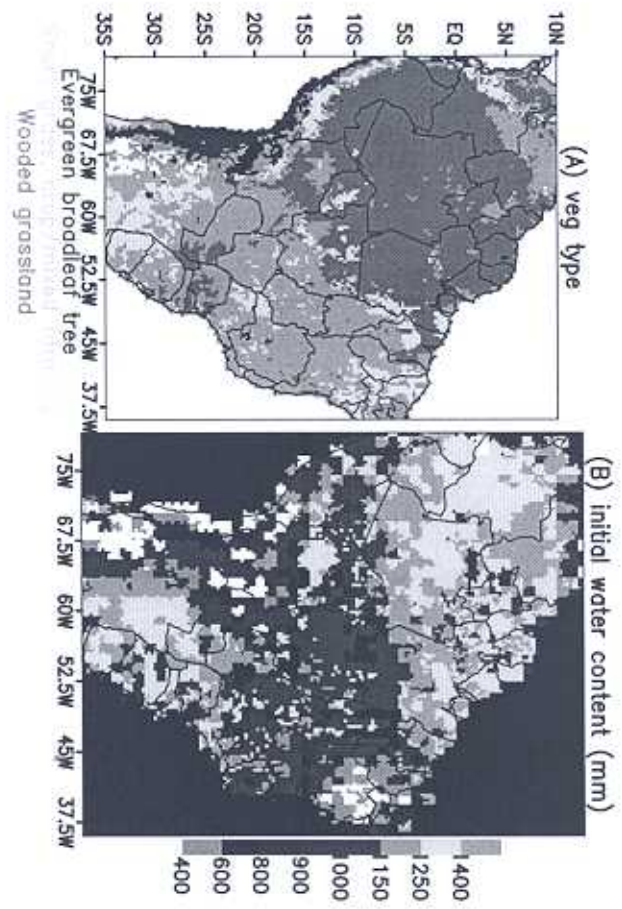 (A) veg type
10N
5N
EQ
5S
10S
15S
20S
25S
30S
35S
75W 67.5W 60W 52.5W 45W 37.5W
Evergreen broadleaf tree
Wooded grassland
(B) initial water content (mm)
75W 67.5W 60W 52.5W 45W 37.5W
400 600 800 900 1000 1150 1250 1400